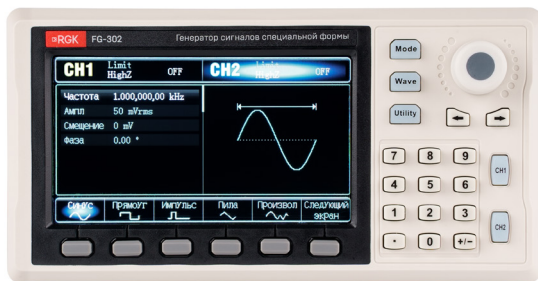 RGK FG-302 Генератор сигналов специальной формы
CH1 Limit HighZ OFF CH2 Limit HighZ OFF
Частота 1.000,000,00 kHz
Ампл 50 mVrms
Смещение 0 mV
Фаза 0.00 °
Синус Прямоуг Импульс Пила Произвол Следующий экран
Mode
Wave
Utility
7 8 9
4 5 6
1 2 3
. 0 +/-
CH1
CH2